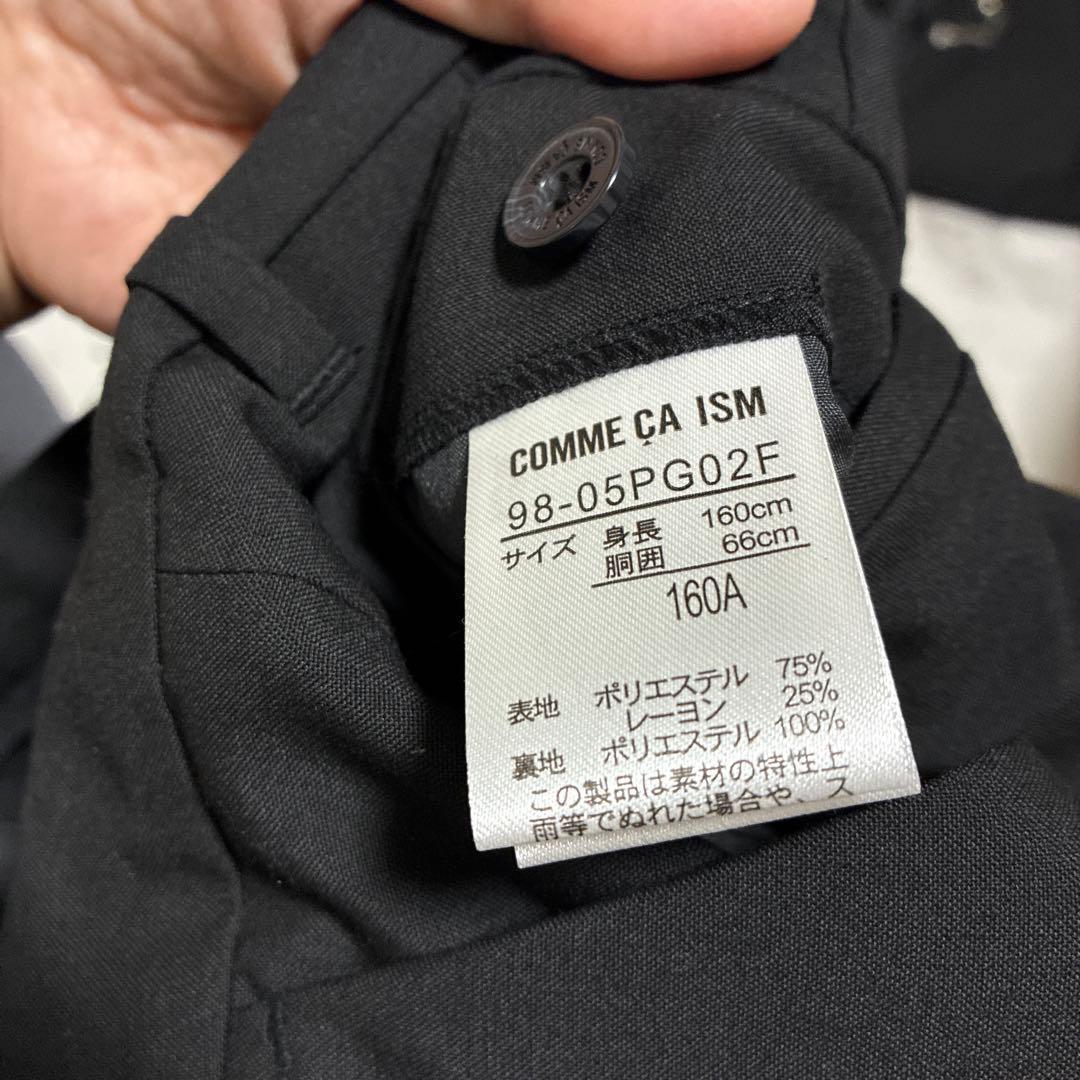 COMME ÇA ISM
98-05PG02F
サイズ 身長 160cm
胴囲 66cm
160A
表地 ポリエステル 75%
レーヨン 25%
裏地 ポリエステル 100%
この製品は素材の特性上
雨等でぬれた場合や、ス